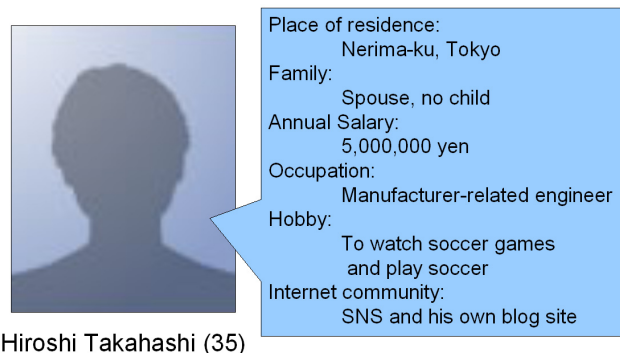 Place of residence:
Nerima-ku, Tokyo
Family:
Spouse, no child
Annual Salary:
5,000,000 yen
Occupation:
Manufacturer-related engineer
Hobby:
To watch soccer games
and play soccer
Internet community:
SNS and his own blog site
Hiroshi Takahashi (35)